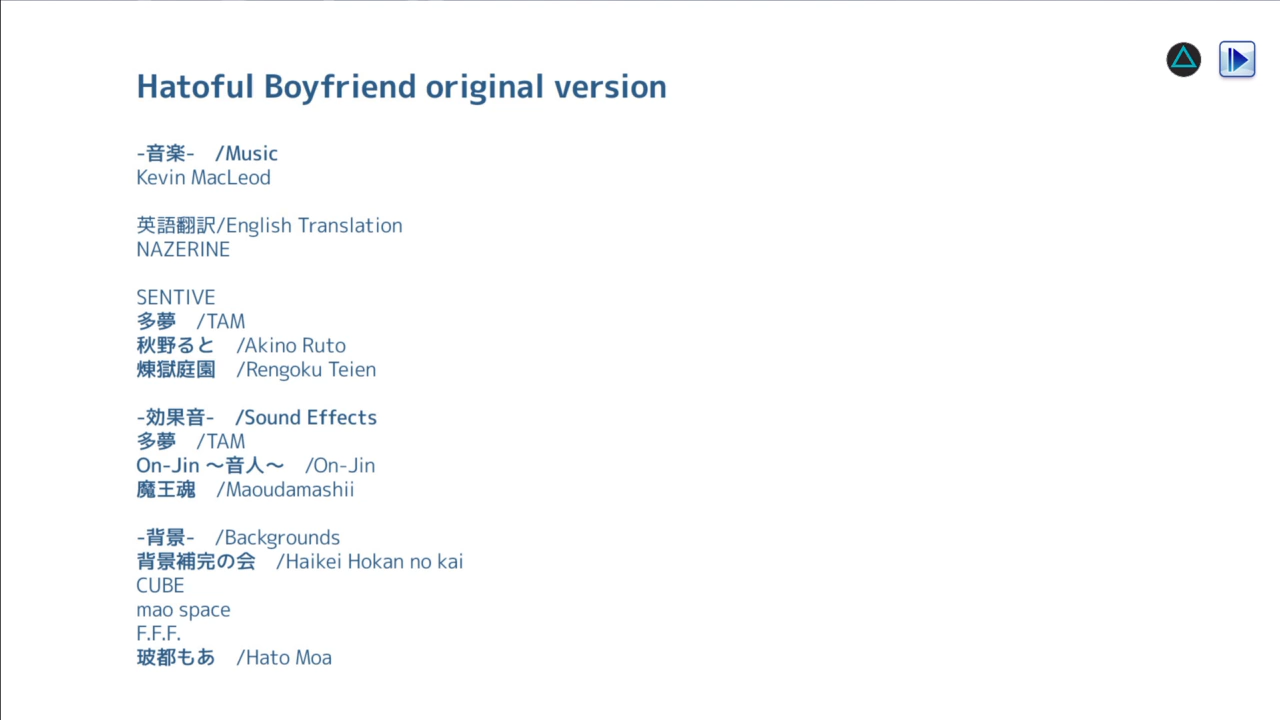 Hatoful Boyfriend original version
-音楽-　/Music
Kevin MacLeod
英語翻訳/English Translation
NAZERINE
SENTIVE
多夢　/TAM
秋野ると　/Akino Ruto
煉獄庭園　/Rengoku Teien
-効果音-　/Sound Effects
多夢　/TAM
On-Jin ～音人～　/On-Jin
魔王魂　/Maoudamashii
-背景-　/Backgrounds
背景補完の会　/Haikei Hokan no kai
CUBE
mao space
F.F.F.
玻都もあ　/Hato Moa